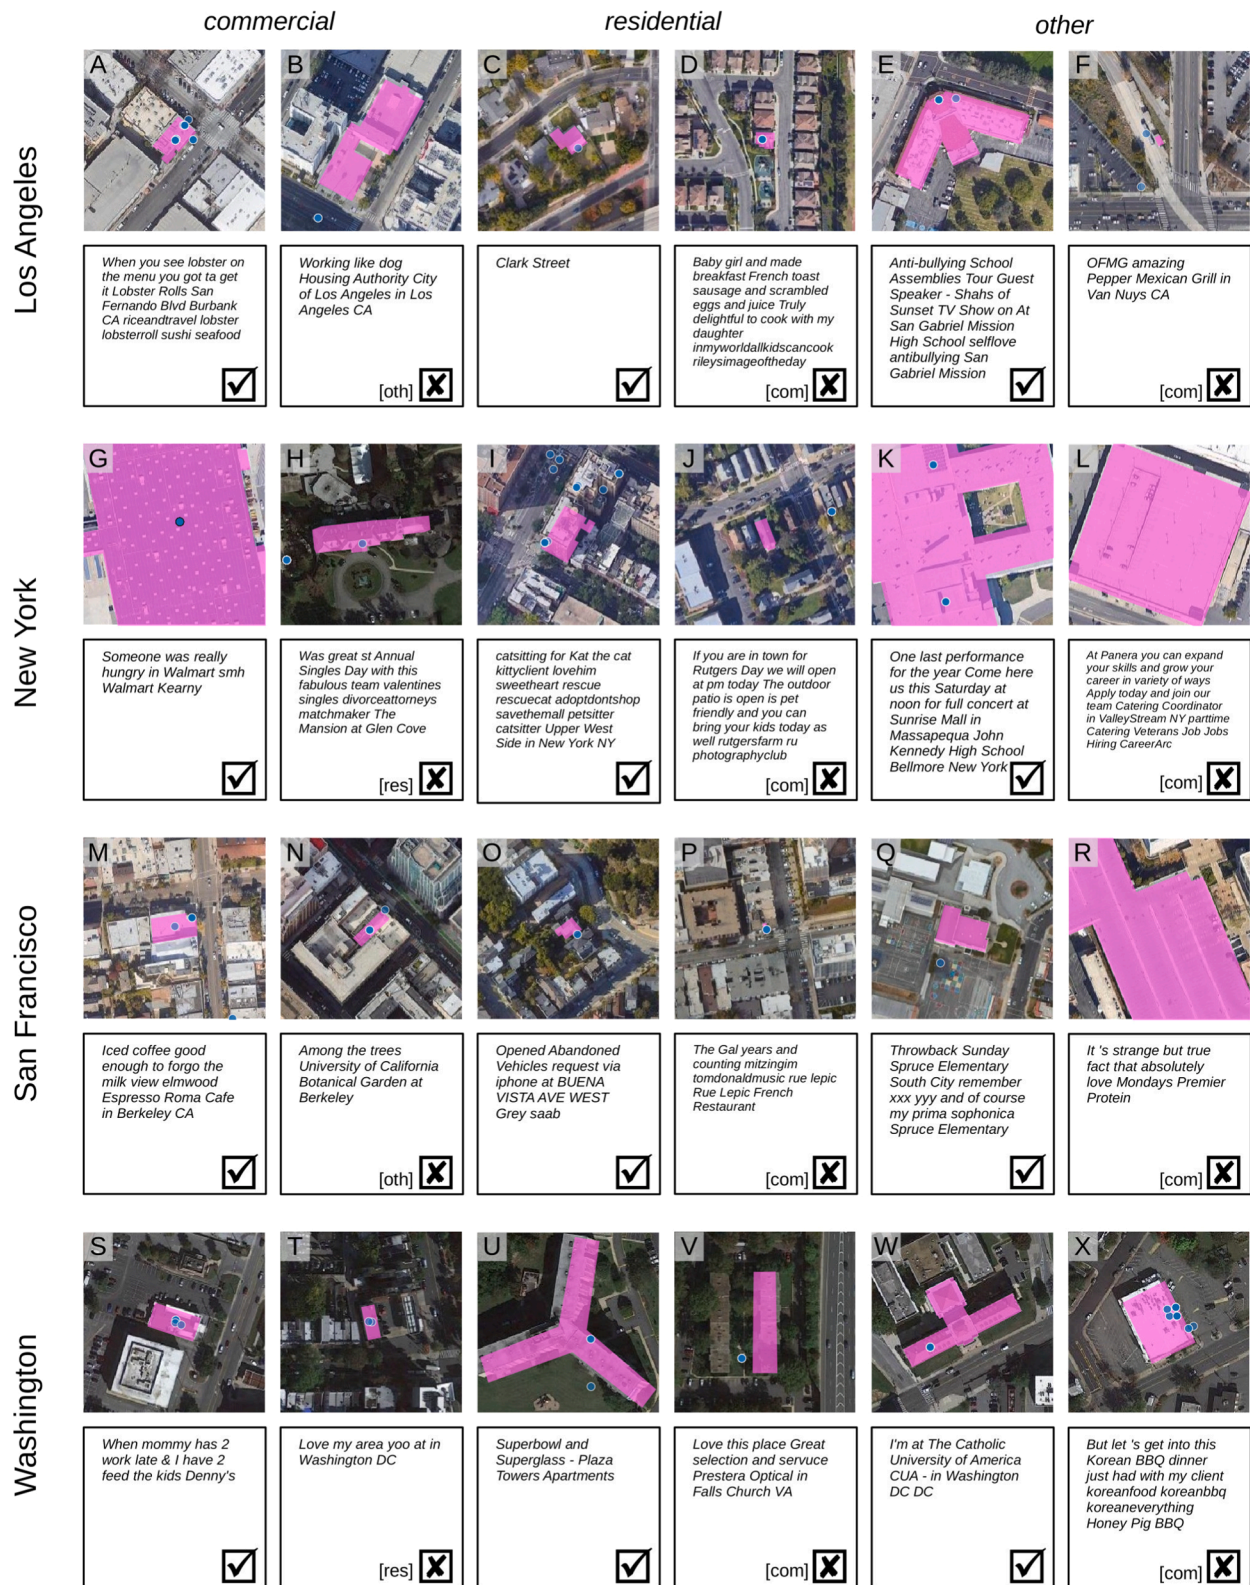 commercial
residential
other
Los Angeles
A
B
C
D
E
F
When you see lobster on
the menu you got ta get
it Lobster Rolls San
Fernando Blvd Burbank
CA riceandtravel lobster
lobsterroll sushi seafood
Working like dog
Housing Authority City
of Los Angeles in Los
Angeles CA
[oth]
Clark Street
Baby girl and made
breakfast French toast
sausage and scrambled
eggs and juice Truly
delightful to cook with my
daughter
inmyworldallkidscancook
rileysimageoftheday
[com]
Anti-bullying School
Assemblies Tour Guest
Speaker - Shahs of
Sunset TV Show on At
San Gabriel Mission
High School selflove
antibullying San
Gabriel Mission
OFMG amazing
Pepper Mexican Grill in
Van Nuys CA
[com]
New York
G
H
I
J
K
L
Someone was really
hungry in Walmart smh
Walmart Kearny
Was great st Annual
Singles Day with this
fabulous team valentines
singles divorceattorneys
matchmaker The
Mansion at Glen Cove
[res]
catsitting for Kat the cat
kittyclient lovehim
sweetheart rescue
rescuecat adoptdontshop
savethemall petsitter
catsitter Upper West
Side in New York NY
If you are in town for
Rutgers Day we will open
at pm today The outdoor
patio is open is pet
friendly and you can
bring your kids today as
well rutgersfarm ru
photographyclub
[com]
One last performance
for the year Come here
us this Saturday at
noon for full concert at
Sunrise Mall in
Massapequa John
Kennedy High School
Bellmore New York
At Panera you can expand
your skills and grow your
career in variety of ways
Apply today and join our
team Catering Coordinator
in ValleyStream NY parttime
Catering Veterans Job Jobs
Hiring CareerArc
[com]
San Francisco
M
N
O
P
Q
R
Iced coffee good
enough to forgo the
milk view elmwood
Espresso Roma Cafe
in Berkeley CA
Among the trees
University of California
Botanical Garden at
Berkeley
[oth]
Opened Abandoned
Vehicles request via
iphone at BUENA
VISTA AVE WEST
Grey saab
The Gal years and
counting mitzingim
tomdonaldmusic rue lepic
Rue Lepic French
Restaurant
[com]
Throwback Sunday
Spruce Elementary
South City remember
xxx yyy and of course
my prima sophonica
Spruce Elementary
It 's strange but true
fact that absolutely
love Mondays Premier
Protein
[com]
Washington
S
T
U
V
W
X
When mommy has 2
work late & I have 2
feed the kids Denny's
Love my area yoo at in
Washington DC
[res]
Superbowl and
Superglass - Plaza
Towers Apartments
Love this place Great
selection and servuce
Prestera Optical in
Falls Church VA
[com]
I'm at The Catholic
University of America
CUA - in Washington
DC DC
But let 's get into this
Korean BBQ dinner
just had with my client
koreanfood koreanbbq
koreaneverything
Honey Pig BBQ
[com]